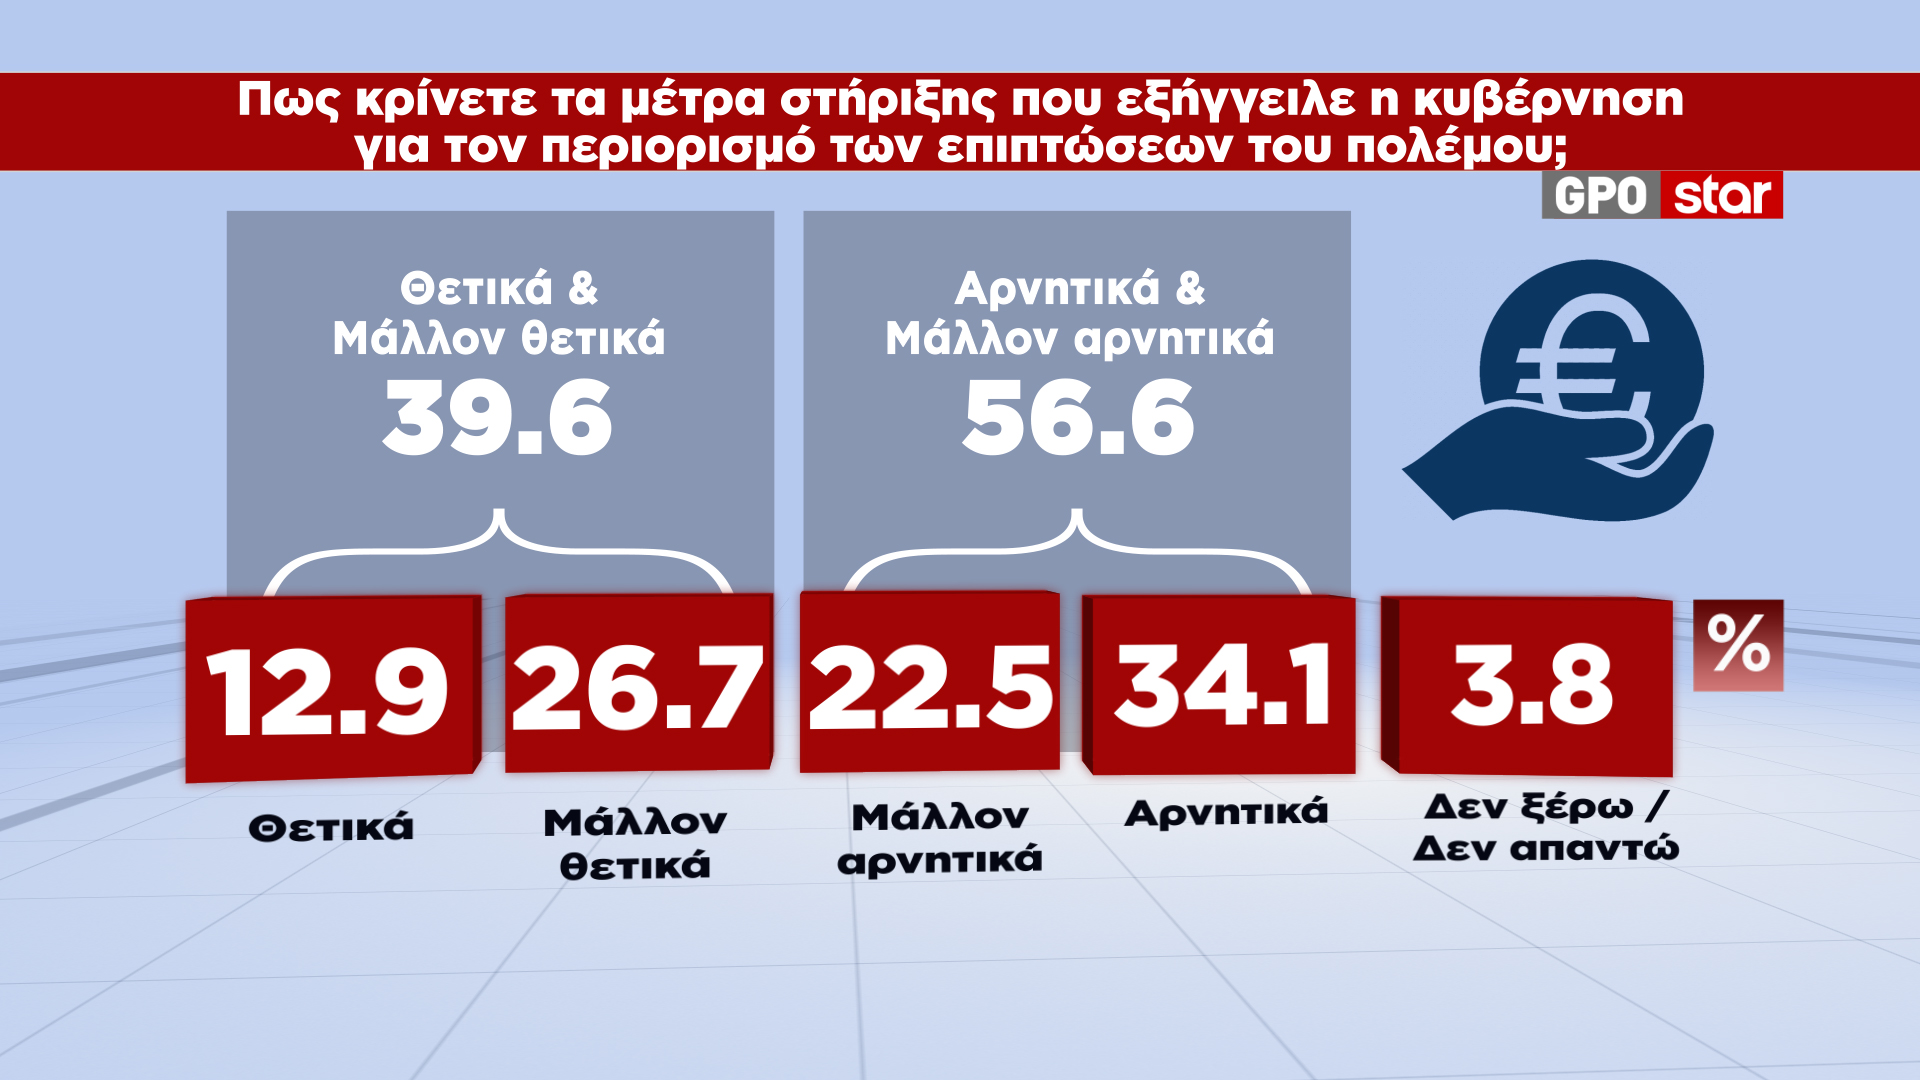 Πως κρίνετε τα μέτρα στήριξης που εξήγγειλε η κυβέρνηση
για τον περιορισμό των επιπτώσεων του πολέμου;
GPO star
Θετικά &
Μάλλον θετικά
39.6
Αρνητικά &
Μάλλον αρνητικά
56.6
€
12.9
Θετικά
26.7
Μάλλον
θετικά
22.5
Μάλλον
αρνητικά
34.1
Αρνητικά
3.8
Δεν ξέρω /
Δεν απαντώ
%